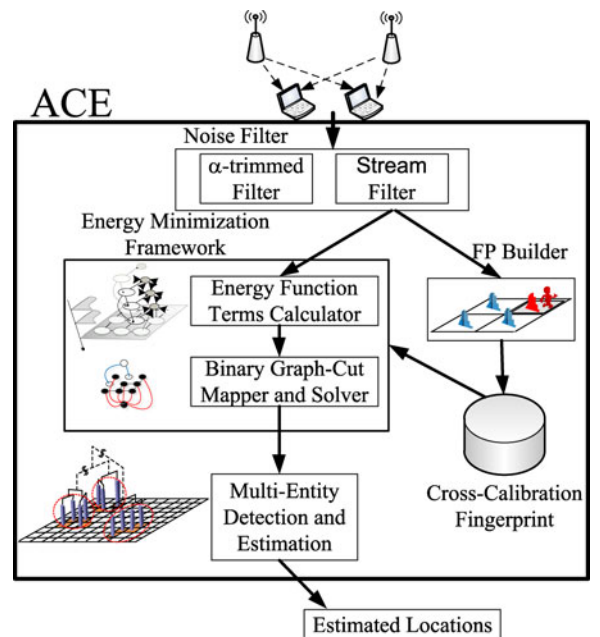 ACE
Noise Filter
α-trimmed
Filter
Stream
Filter
Energy Minimization
Framework
FP Builder
Energy Function
Terms Calculator
Binary Graph-Cut
Mapper and Solver
Cross-Calibration
Fingerprint
Multi-Entity
Detection and
Estimation
Estimated Locations